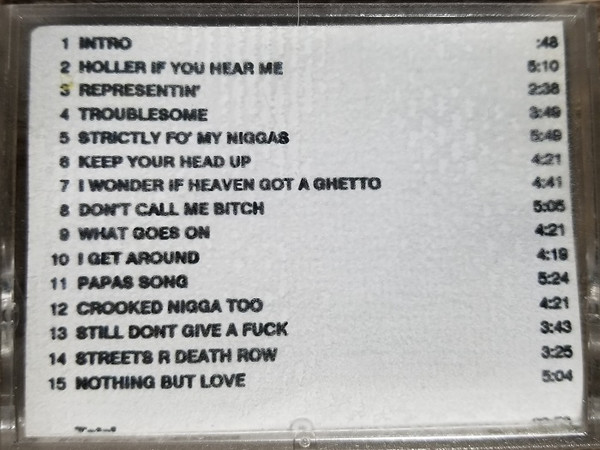 1 INTRO :48
2 HOLLER IF YOU HEAR ME 5:10
3 REPRESENTIN' 2:38
4 TROUBLESOME 3:49
5 STRICTLY FO' MY NIGGAS 5:49
6 KEEP YOUR HEAD UP 4:21
7 I WONDER IF HEAVEN GOT A GHETTO 4:41
8 DON'T CALL ME BITCH 5:05
9 WHAT GOES ON 4:21
10 I GET AROUND 4:19
11 PAPAS SONG 5:24
12 CROOKED NIGGA TOO 4:21
13 STILL DONT GIVE A FUCK 3:43
14 STREETS R DEATH ROW 3:25
15 NOTHING BUT LOVE 5:04